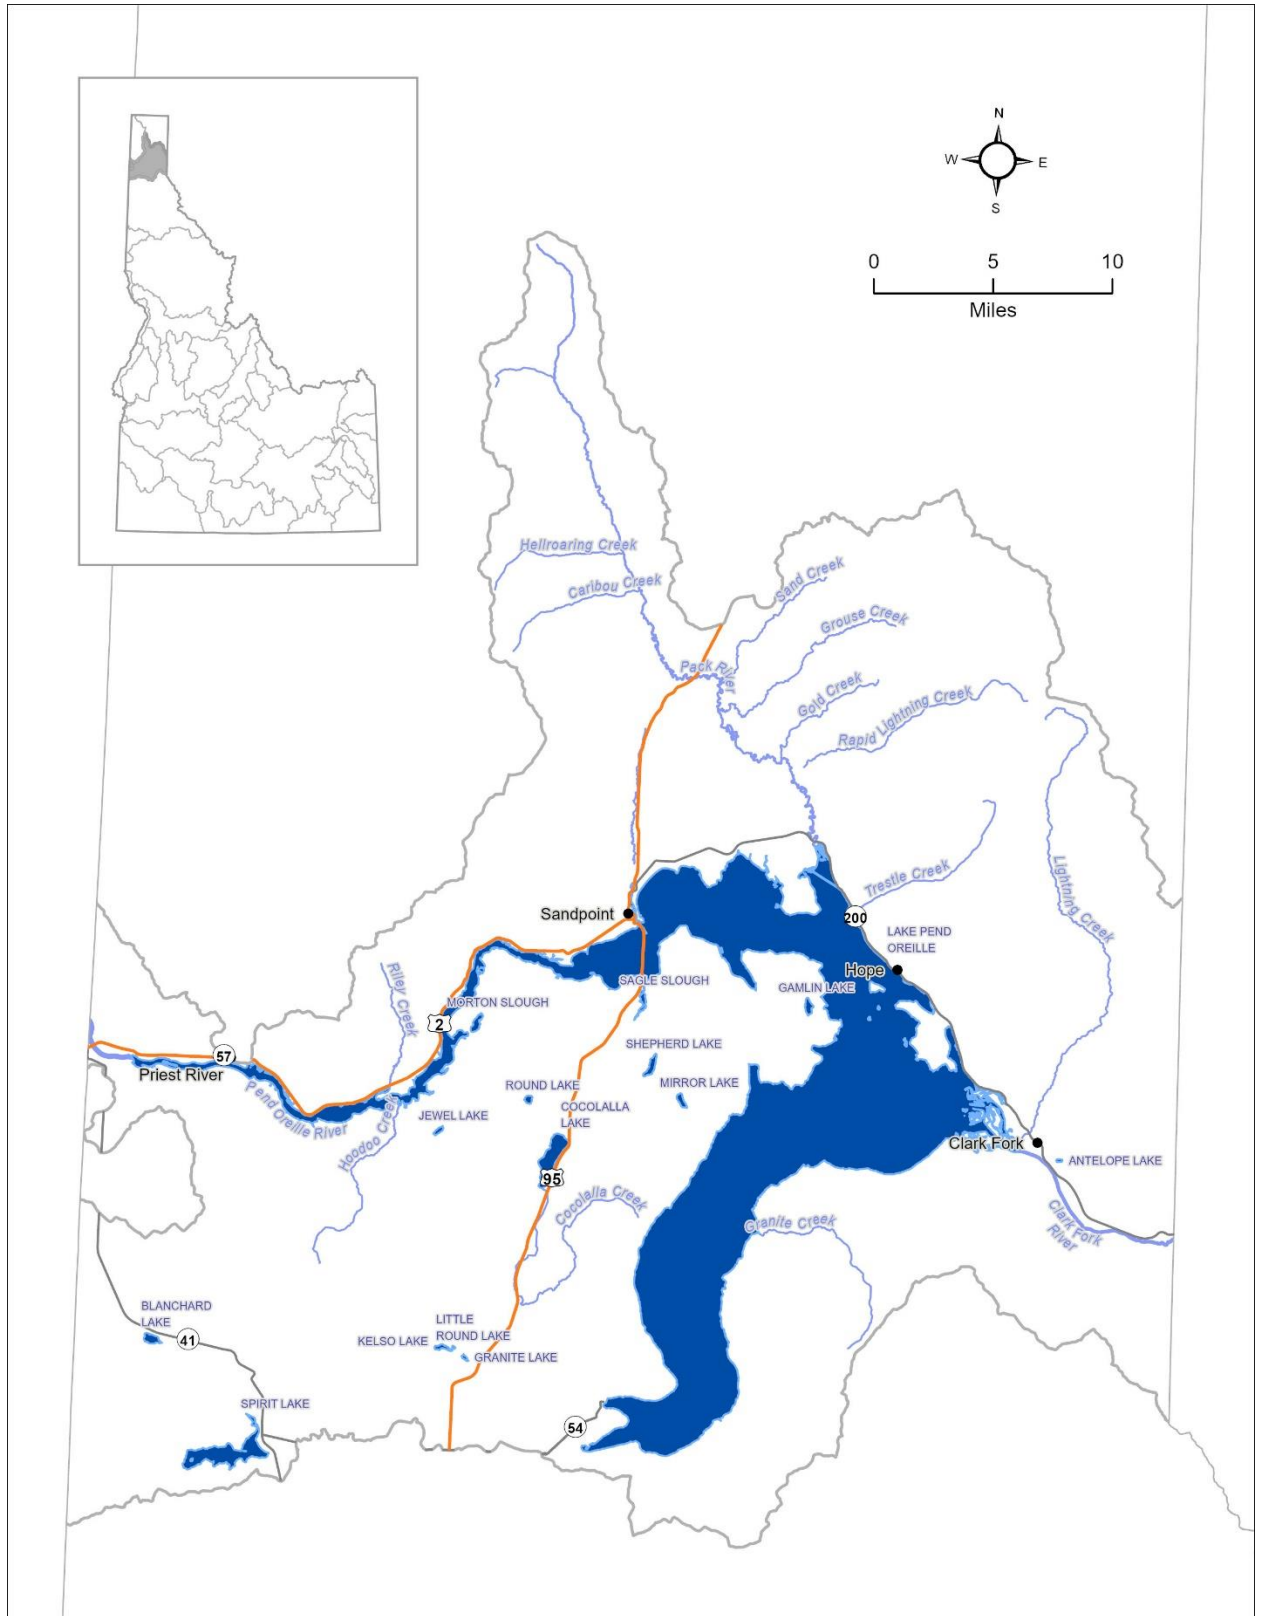 N
W
E
S
0
5
10
Miles
Hellroaring Creek
Caribou Creek
Sand Creek
Grouse Creek
Pack River
Gold Creek
Rapid Lightning Creek
Trestle Creek
Lightning Creek
Sandpoint
200
LAKE PEND
OREILLE
Hope
SAGLE SLOUGH
GAMLIN LAKE
Riley Creek
MORTON SLOUGH
2
57
Priest River
SHEPHERD LAKE
MIRROR LAKE
ROUND LAKE
Pend Oreille River
JEWEL LAKE
COCOLALLA
LAKE
Hoodoo Creek
Clark Fork
ANTELOPE LAKE
95
Cocolalla Creek
Granite Creek
Clark Fork
River
BLANCHARD
LAKE
41
LITTLE
ROUND LAKE
KELSO LAKE
GRANITE LAKE
SPIRIT LAKE
54